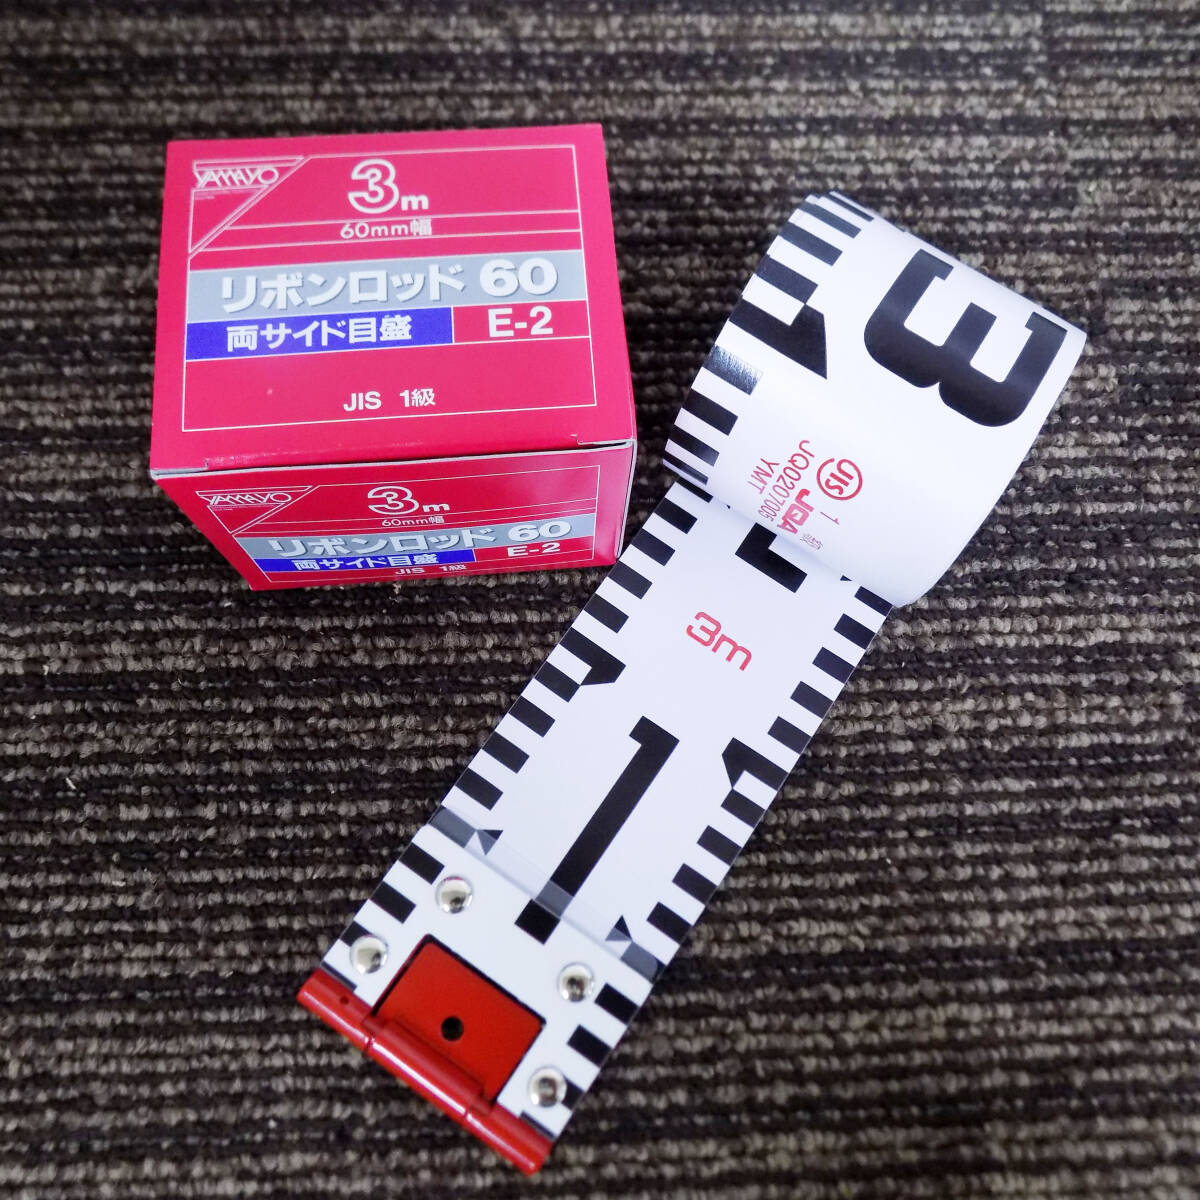 YAMAYO
3m
60mm幅
リボンロッド 60
両サイド目盛 E-2
JIS 1級
YAMAYO
3m
60mm幅
リボンロッド 60
両サイド目盛 E-2
JIS 1級
3
1級
JIS JQA
JQ0207005
YMT
3m
1